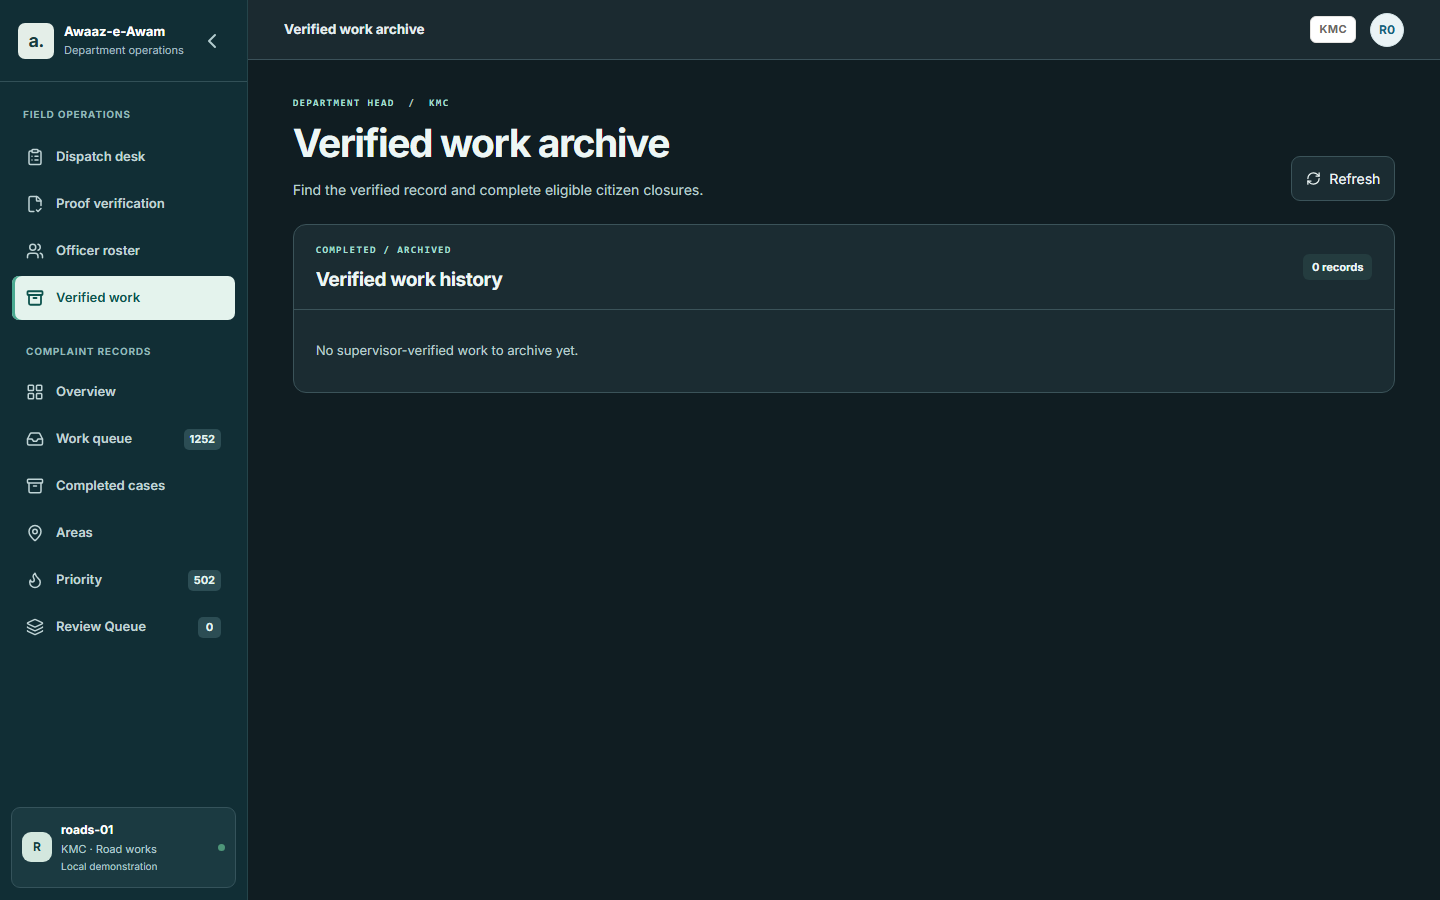 a.
Awaaz-e-Awam
Department operations
FIELD OPERATIONS
Dispatch desk
Proof verification
Officer roster
Verified work
COMPLAINT RECORDS
Overview
Work queue 1252
Completed cases
Areas
Priority 502
Review Queue 0
R
roads-01
KMC · Road works
Local demonstration
Verified work archive
KMC
R0
DEPARTMENT HEAD / KMC
Verified work archive
Find the verified record and complete eligible citizen closures.
Refresh
COMPLETED / ARCHIVED
Verified work history
0 records
No supervisor-verified work to archive yet.